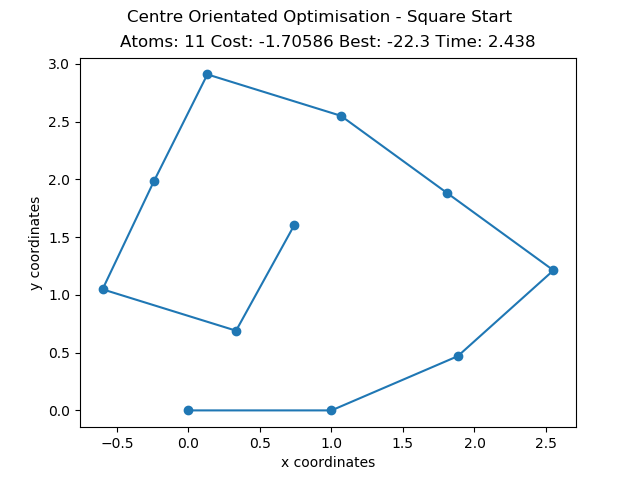 Centre Orientated Optimisation - Square Start
Atoms: 11 Cost: -1.70586 Best: -22.3 Time: 2.438
3.0
2.5
2.0
1.5
1.0
0.5
0.0
y coordinates
−0.5 0.0 0.5 1.0 1.5 2.0 2.5
x coordinates